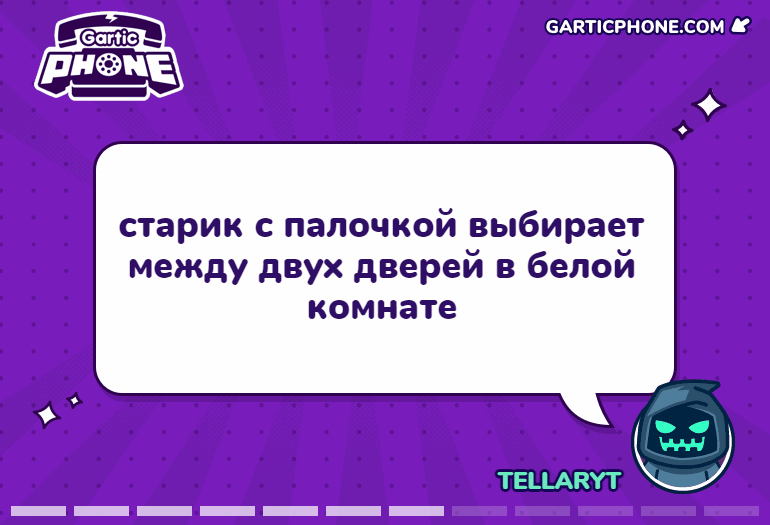 Gartic
PHONE
GARTICPHONE.COM
старик с палочкой выбирает
между двух дверей в белой
комнате
TELLARYT